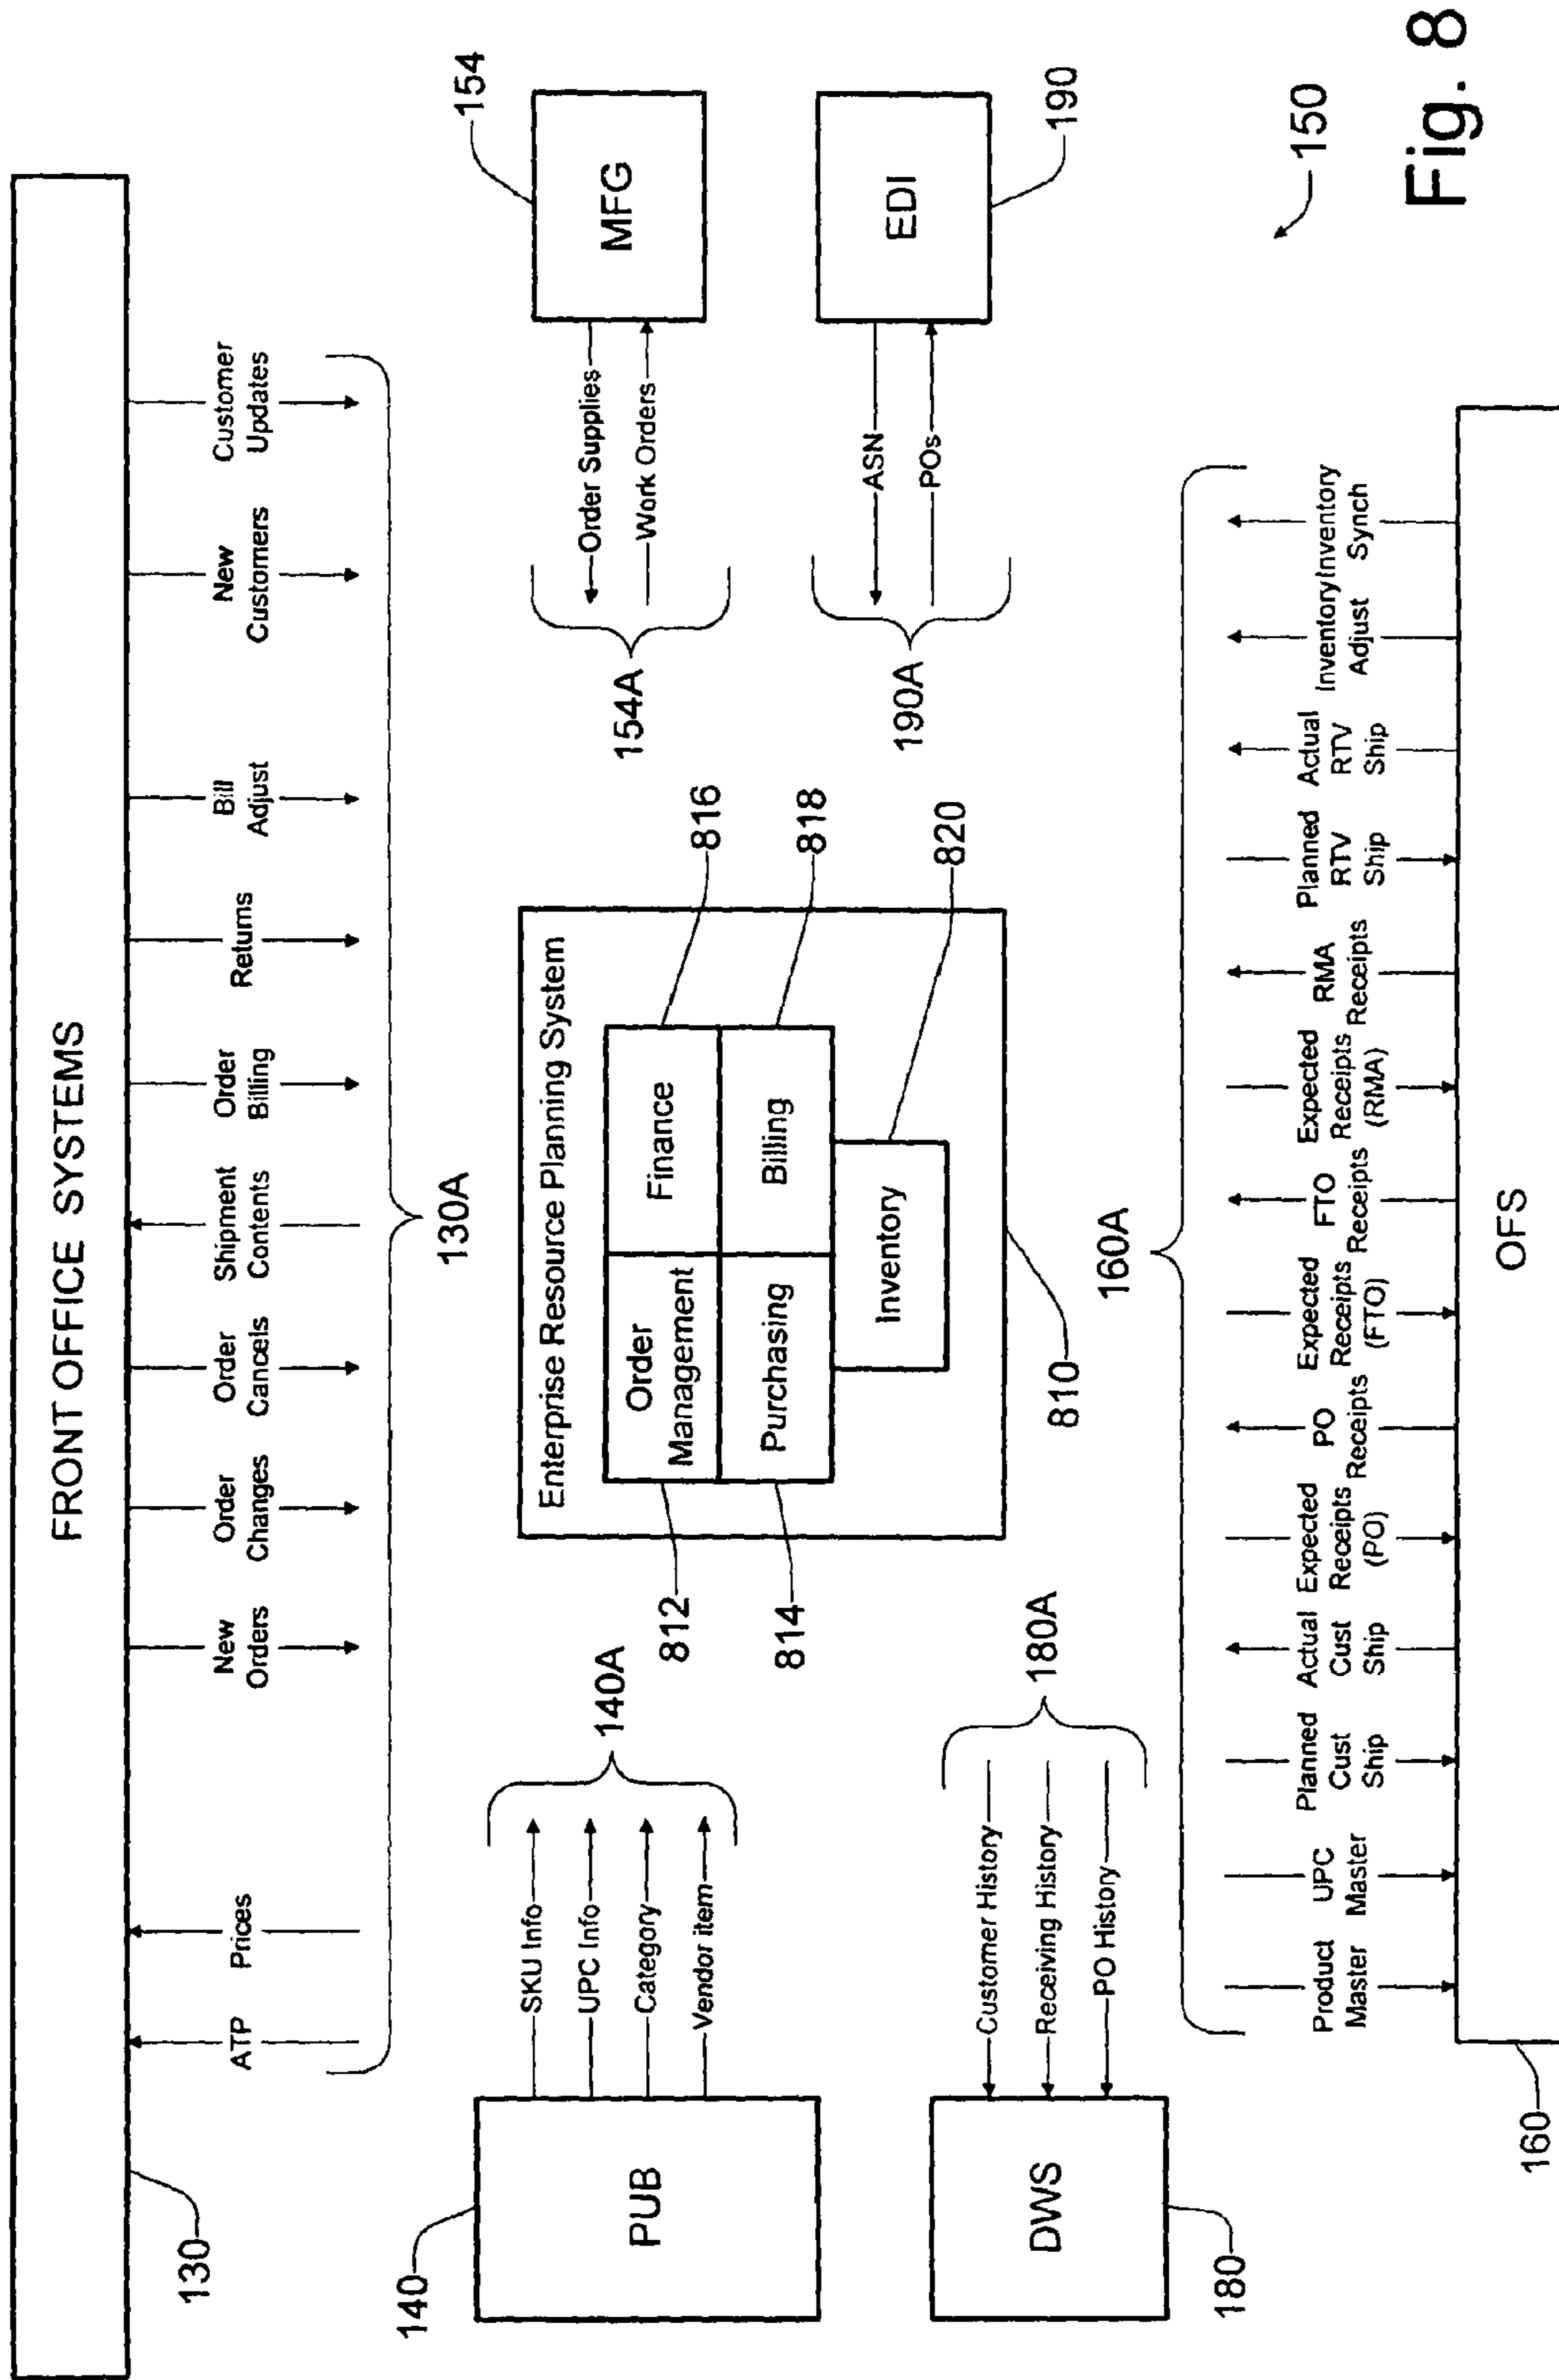 FRONT OFFICE SYSTEMS
130
ATP
Prices
New
Orders
Order
Changes
Order
Cancels
Shipment
Contents
Order
Billing
Returns
Bill
Adjust
New
Customers
Customer
Updates
130A
140
PUB
SKU Info
UPC Info
Category
Vendor item
140A
Enterprise Resource Planning System
Order
Management
Finance
Purchasing
Billing
Inventory
812
814
816
818
820
810
154A
Order Supplies
Work Orders
MFG
154
180
DWS
Customer History
Receiving History
PO History
180A
190A
ASN
POs
EDI
190
160A
Product
Master
UPC
Master
Planned
Cust
Ship
Actual
Cust
Ship
Expected
Receipts
(PO)
PO
Receipts
Expected
Receipts
(FTO)
FTO
Receipts
Expected
Receipts
(RMA)
RMA
Receipts
Planned
RTV
Ship
Actual
RTV
Ship
Inventory
Adjust
Inventory
Synch
160
OFS
150
Fig. 8